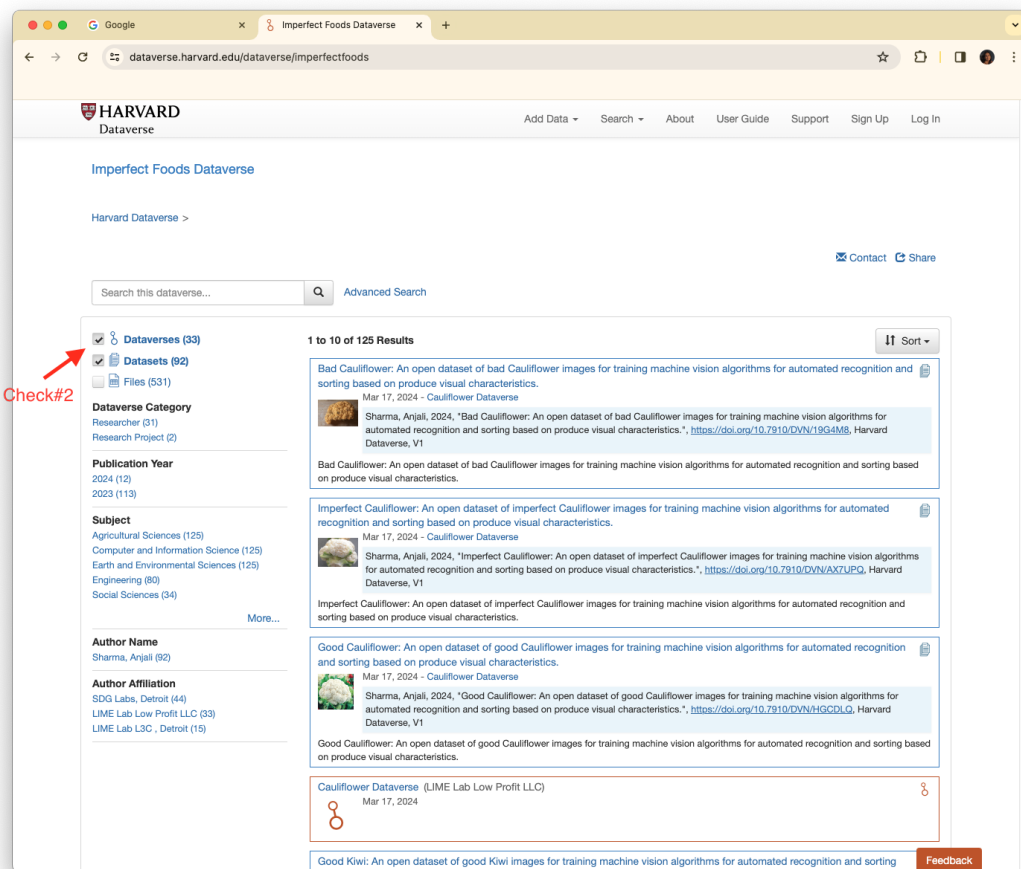 Google
Imperfect Foods Dataverse
dataverse.harvard.edu/dataverse/imperfectfoods
HARVARD
Dataverse
Add Data
Search
About
User Guide
Support
Sign Up
Log In
Imperfect Foods Dataverse
Harvard Dataverse >
Contact
Share
Search this dataverse...
Advanced Search
Check#2
Dataverses (33)
Datasets (92)
Files (531)
Dataverse Category
Researcher (31)
Research Project (2)
Publication Year
2024 (12)
2023 (113)
Subject
Agricultural Sciences (125)
Computer and Information Science (125)
Earth and Environmental Sciences (125)
Engineering (80)
Social Sciences (34)
More...
Author Name
Sharma, Anjali (92)
Author Affiliation
SDG Labs, Detroit (44)
LIME Lab Low Profit LLC (33)
LIME Lab L3C , Detroit (15)
1 to 10 of 125 Results
Sort
Bad Cauliflower: An open dataset of bad Cauliflower images for training machine vision algorithms for automated recognition and
sorting based on produce visual characteristics.
Mar 17, 2024 - Cauliflower Dataverse
Sharma, Anjali, 2024, "Bad Cauliflower: An open dataset of bad Cauliflower images for training machine vision algorithms for
automated recognition and sorting based on produce visual characteristics.", https://doi.org/10.7910/DVN/19G4M8, Harvard
Dataverse, V1
Bad Cauliflower: An open dataset of bad Cauliflower images for training machine vision algorithms for automated recognition and sorting based
on produce visual characteristics.
Imperfect Cauliflower: An open dataset of imperfect Cauliflower images for training machine vision algorithms for automated
recognition and sorting based on produce visual characteristics.
Mar 17, 2024 - Cauliflower Dataverse
Sharma, Anjali, 2024, "Imperfect Cauliflower: An open dataset of imperfect Cauliflower images for training machine vision algorithms
for automated recognition and sorting based on produce visual characteristics.", https://doi.org/10.7910/DVN/AX7UPQ, Harvard
Dataverse, V1
Imperfect Cauliflower: An open dataset of imperfect Cauliflower images for training machine vision algorithms for automated recognition and
sorting based on produce visual characteristics.
Good Cauliflower: An open dataset of good Cauliflower images for training machine vision algorithms for automated recognition
and sorting based on produce visual characteristics.
Mar 17, 2024 - Cauliflower Dataverse
Sharma, Anjali, 2024, "Good Cauliflower: An open dataset of good Cauliflower images for training machine vision algorithms for
automated recognition and sorting based on produce visual characteristics.", https://doi.org/10.7910/DVN/HGCDLQ, Harvard
Dataverse, V1
Good Cauliflower: An open dataset of good Cauliflower images for training machine vision algorithms for automated recognition and sorting based
on produce visual characteristics.
Cauliflower Dataverse (LIME Lab Low Profit LLC)
Mar 17, 2024
Good Kiwi: An open dataset of good Kiwi images for training machine vision algorithms for automated recognition and sorting
Feedback